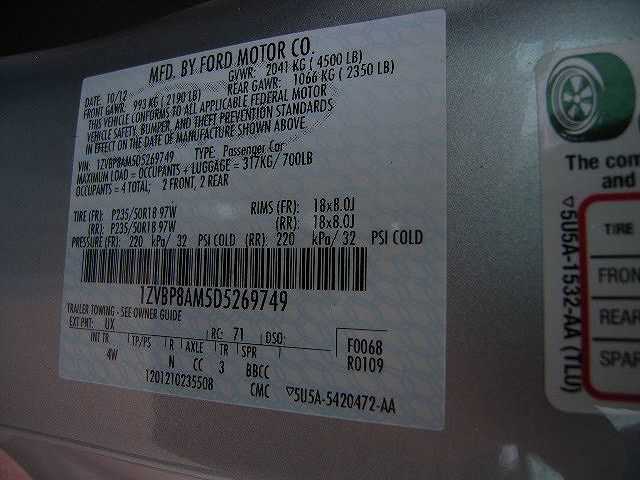 MFD. BY FORD MOTOR CO.
DATE: 10/12 GVWR: 2041 KG ( 4500 LB)
FRONT GAWR: 993 KG ( 2190 LB) REAR GAWR: 1066 KG ( 2350 LB)
THIS VEHICLE CONFORMS TO ALL APPLICABLE FEDERAL MOTOR
VEHICLE SAFETY, BUMPER, AND THEFT PREVENTION STANDARDS
IN EFFECT ON THE DATE OF MANUFACTURE SHOWN ABOVE.
VIN: 1ZVBP8AM5D5269749 TYPE: Passenger Car
MAXIMUM LOAD = OCCUPANTS + LUGGAGE = 317KG/ 700LB
OCCUPANTS = 4 TOTAL; 2 FRONT, 2 REAR
TIRE (FR): P235/50R18 97W RIMS (FR): 18x8.0J
(RR): P235/50R18 97W (RR): 18x8.0J
PRESSURE (FR): 220 kPa/ 32 PSI COLD (RR): 220 kPa/ 32 PSI COLD
1ZVBP8AM5D5269749
TRAILER TOWING - SEE OWNER GUIDE
EXT PNT: UX RC: 71 DSO:
INT TR TP/PS R AXLE TR SPR F0068
4W N CC 3 BBCC R0109
1201210235508 CMC ▽5U5A-5420472-AA
The com
and
TIRE
FRON
REAR
SPAR
▽5U5A-1532-AA (TLU)